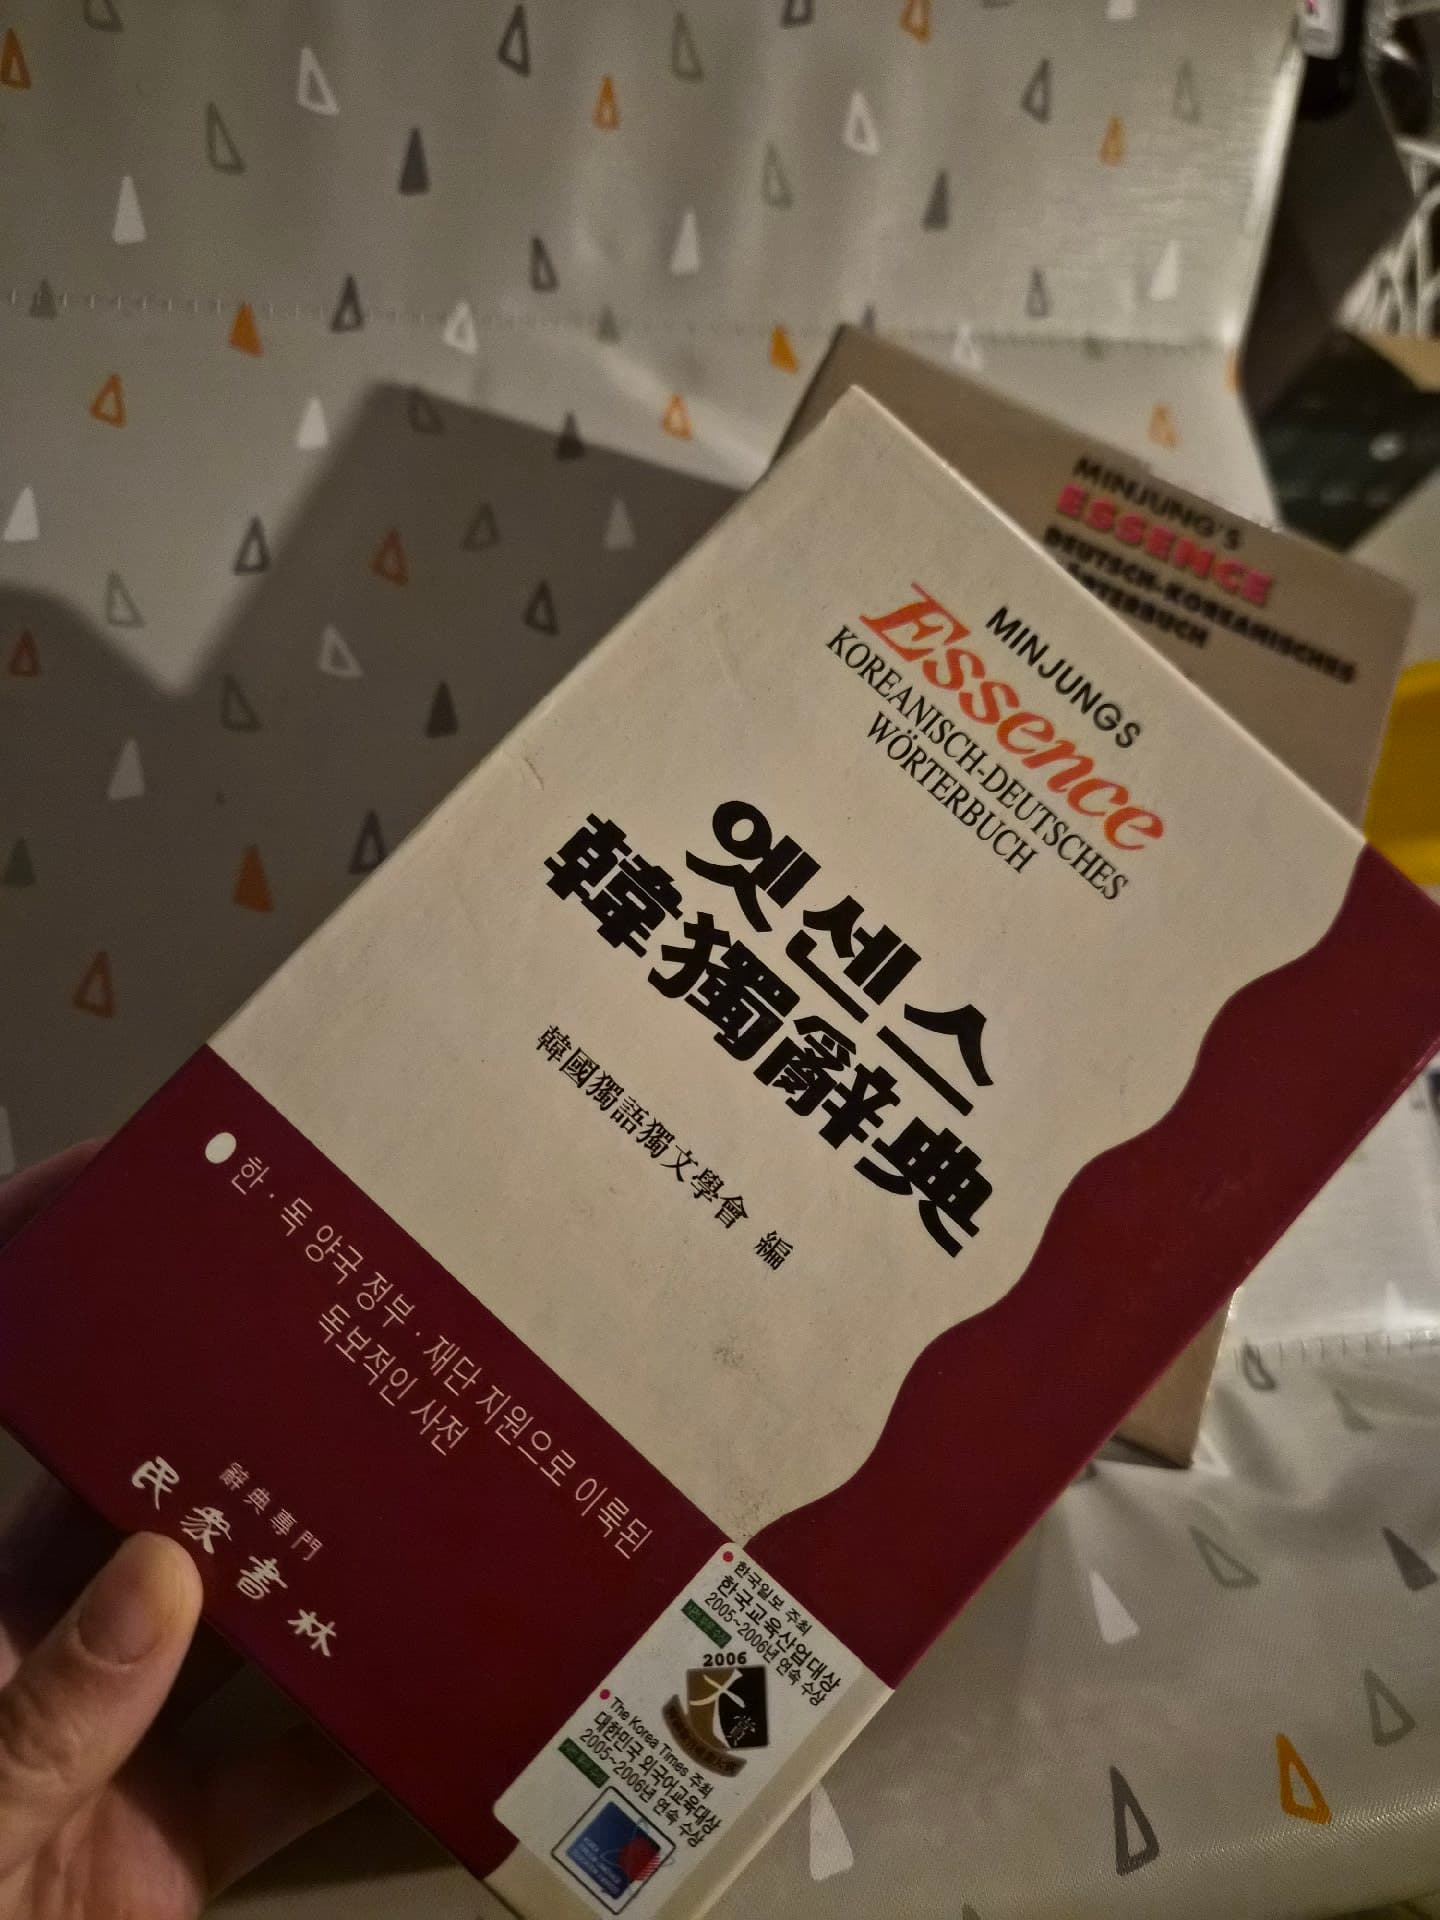 MINJUNG'S
ESSENCE
DEUTSCH-KOREANISCHES
WÖRTERBUCH
MINJUNGS
Essence
KOREANISCH-DEUTSCHES
WÖRTERBUCH
엣센스
韓獨辭典
韓國獨語獨文學會 編
한·독 양국 정부·재단 지원으로 이룩된
독보적인 사전
辭典專門
民衆書林
한국일보 주최
한국교육산업대상
2005~2006년 연속 수상
2006
大
賞
The Korea Times 주최
대한민국 외국어교육대상
2005~2006년 연속 수상